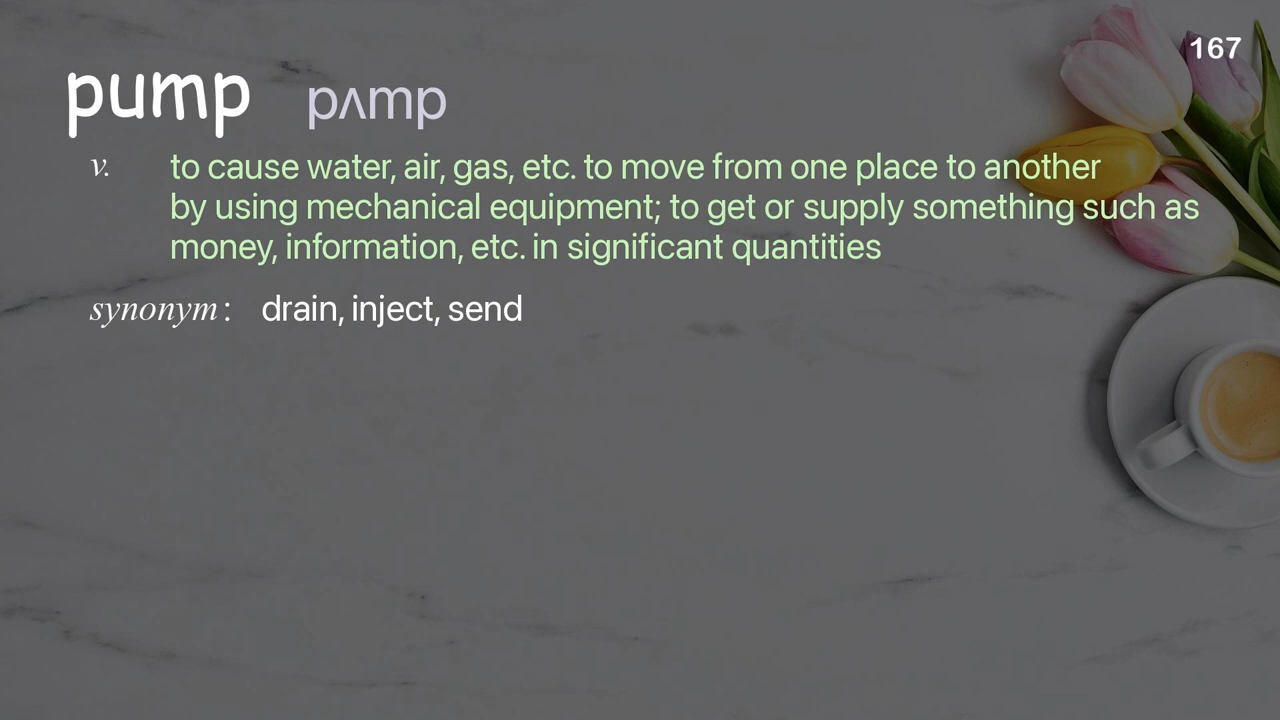 167
pump pʌmp
v. to cause water, air, gas, etc. to move from one place to another
by using mechanical equipment; to get or supply something such as
money, information, etc. in significant quantities
synonym: drain, inject, send